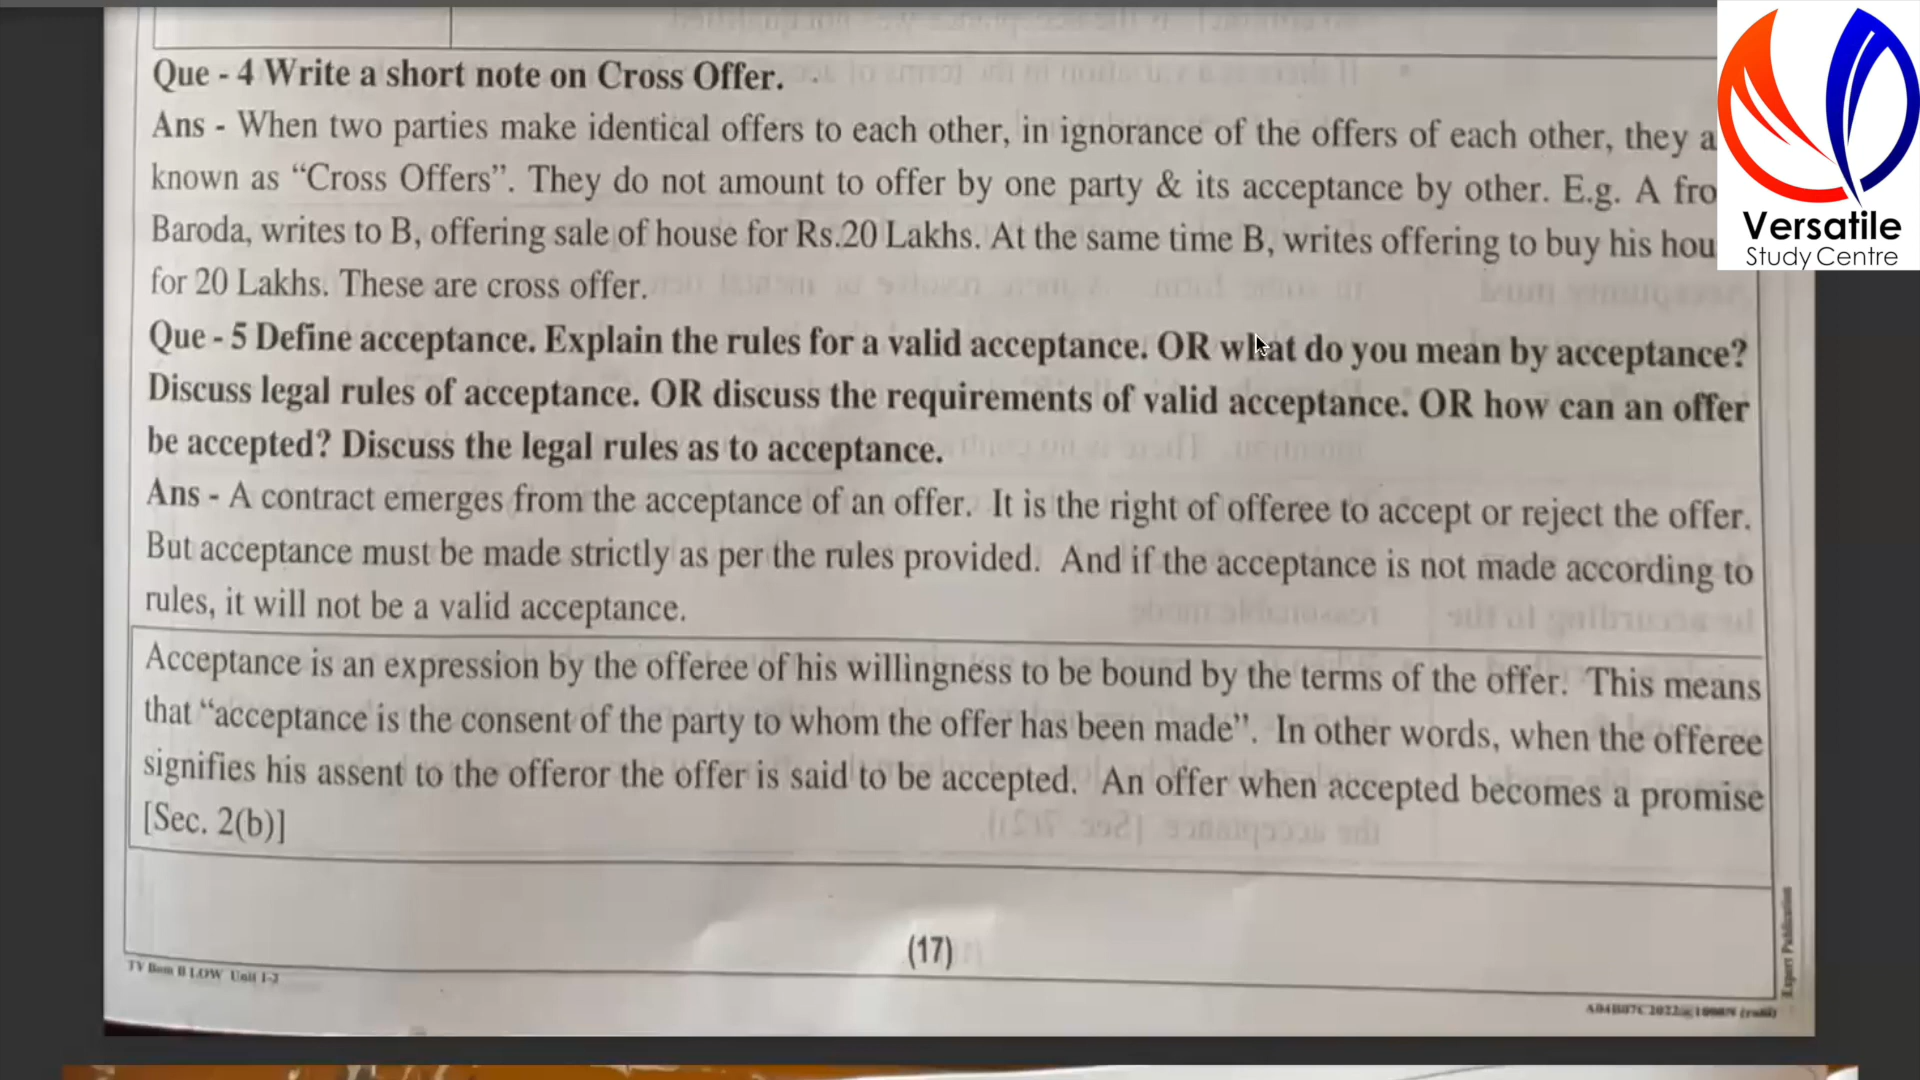 Que - 4 Write a short note on Cross Offer.
Ans - When two parties make identical offers to each other, in ignorance of the offers of each other, they a
known as “Cross Offers”. They do not amount to offer by one party & its acceptance by other. E.g. A fro
Baroda, writes to B, offering sale of house for Rs.20 Lakhs. At the same time B, writes offering to buy his hou
for 20 Lakhs. These are cross offer.
Que - 5 Define acceptance. Explain the rules for a valid acceptance. OR what do you mean by acceptance?
Discuss legal rules of acceptance. OR discuss the requirements of valid acceptance. OR how can an offer
be accepted? Discuss the legal rules as to acceptance.
Ans - A contract emerges from the acceptance of an offer. It is the right of offeree to accept or reject the offer.
But acceptance must be made strictly as per the rules provided. And if the acceptance is not made according to
rules, it will not be a valid acceptance.
Acceptance is an expression by the offeree of his willingness to be bound by the terms of the offer. This means
that “acceptance is the consent of the party to whom the offer has been made”. In other words, when the offeree
signifies his assent to the offeror the offer is said to be accepted. An offer when accepted becomes a promise
[Sec. 2(b)]
(17)
LOW Unit 1-2
Expert Publication
Versatile
Study Centre